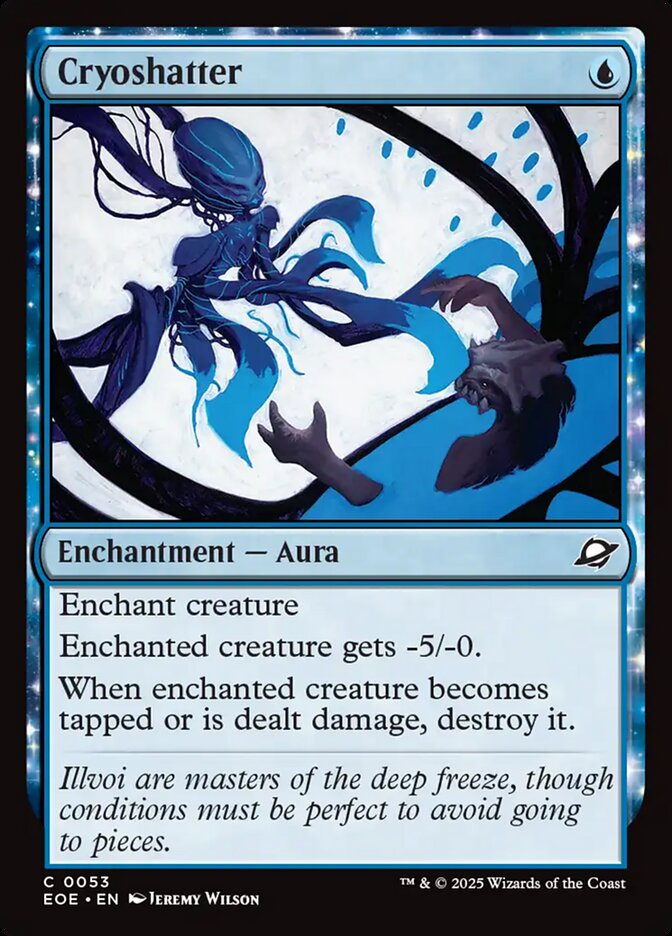 Cryoshatter
Enchantment — Aura
Enchant creature
Enchanted creature gets -5/-0.
When enchanted creature becomes
tapped or is dealt damage, destroy it.
Illvoi are masters of the deep freeze, though
conditions must be perfect to avoid going
to pieces.
C 0053
EOE • EN JEREMY WILSON
™ & © 2025 Wizards of the Coast